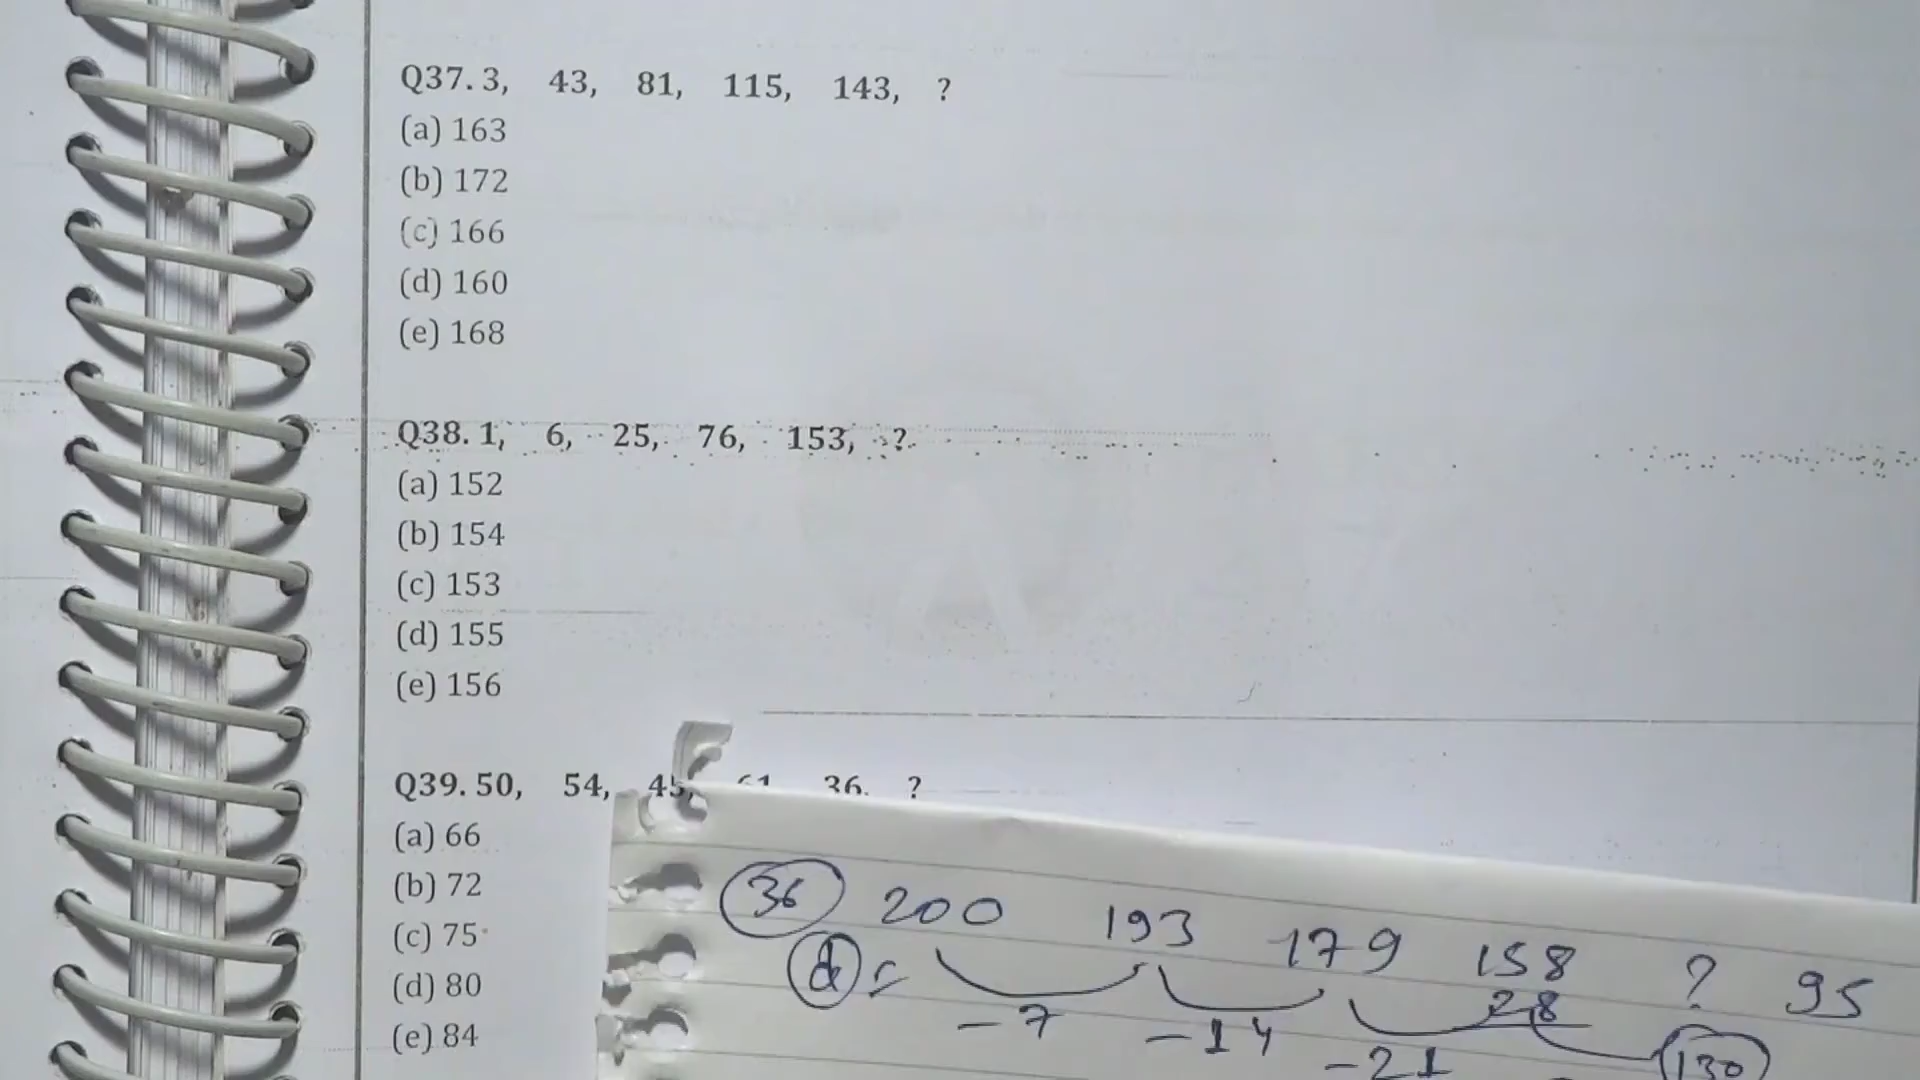 Q37. 3, 43, 81, 115, 143, ?
(a) 163
(b) 172
(c) 166
(d) 160
(e) 168
Q38. 1, 6, 25, 76, 153, ?
(a) 152
(b) 154
(c) 153
(d) 155
(e) 156
Q39. 50, 54, 45, 61 36. ?
(a) 66
(b) 72
(c) 75
(d) 80
(e) 84
36 200 193 179 158 ? 95
d =
-7 -14 -21 28 130